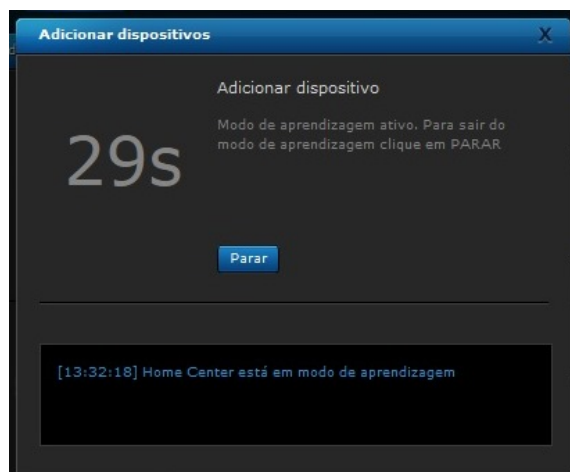 Adicionar dispositivos
X
Adicionar dispositivo
Modo de aprendizagem ativo. Para sair do
modo de aprendizagem clique em PARAR
29s
Parar
[13:32:18] Home Center está em modo de aprendizagem